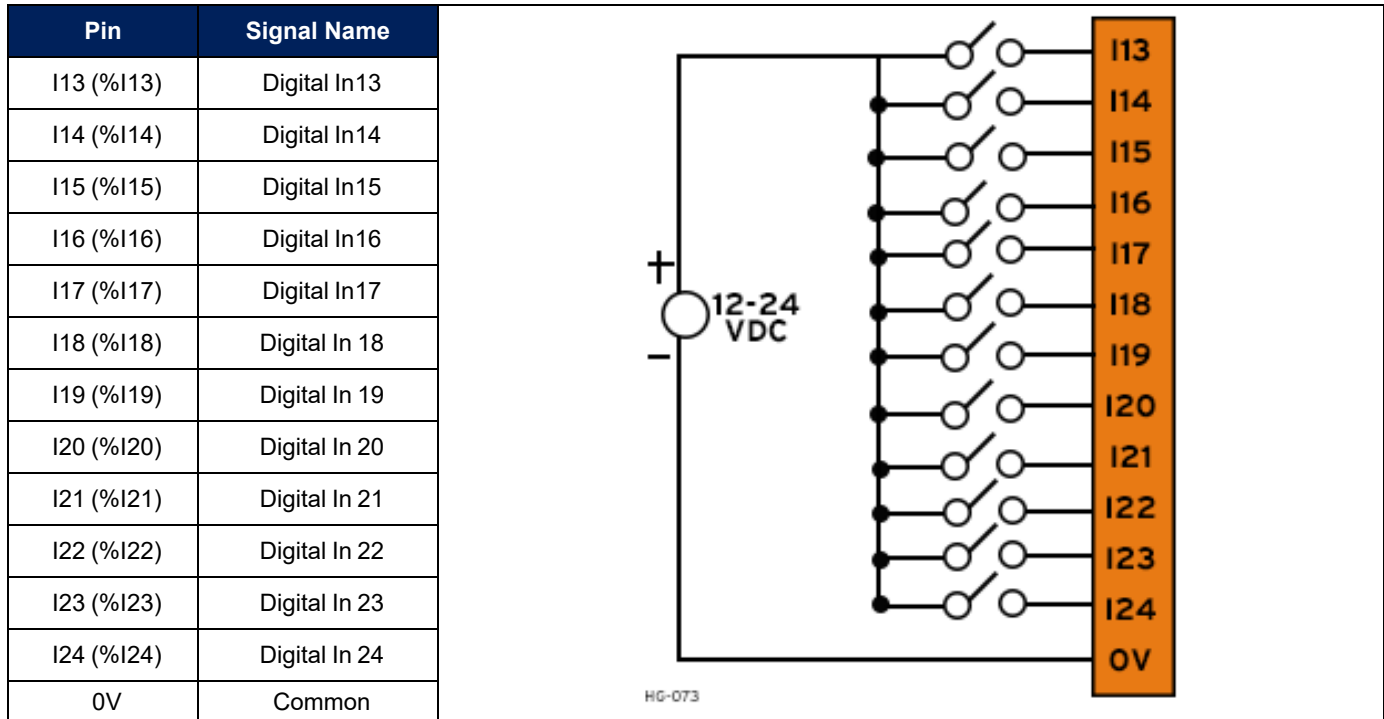 Pin Signal Name
I13 (%I13) Digital In13
I14 (%I14) Digital In14
I15 (%I15) Digital In15
I16 (%I16) Digital In16
I17 (%I17) Digital In17
I18 (%I18) Digital In 18
I19 (%I19) Digital In 19
I20 (%I20) Digital In 20
I21 (%I21) Digital In 21
I22 (%I22) Digital In 22
I23 (%I23) Digital In 23
I24 (%I24) Digital In 24
0V Common
+
12-24
VDC
–
I13
I14
I15
I16
I17
I18
I19
I20
I21
I22
I23
I24
0V
HG-073